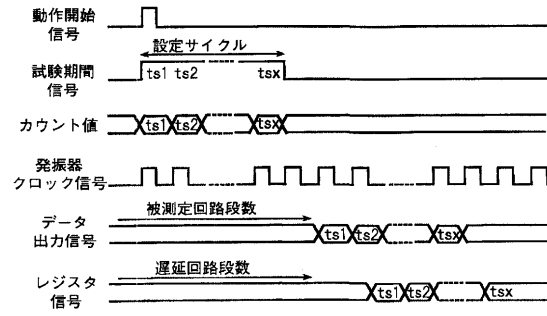 動作開始
信号
設定サイクル
試験期間
信号
ts1 ts2 tsx
カウント値
ts1 ts2 tsx
発振器
クロック信号
被測定回路段数
データ
出力信号
ts1 ts2 tsx
遅延回路段数
レジスタ
信号
ts1 ts2 tsx